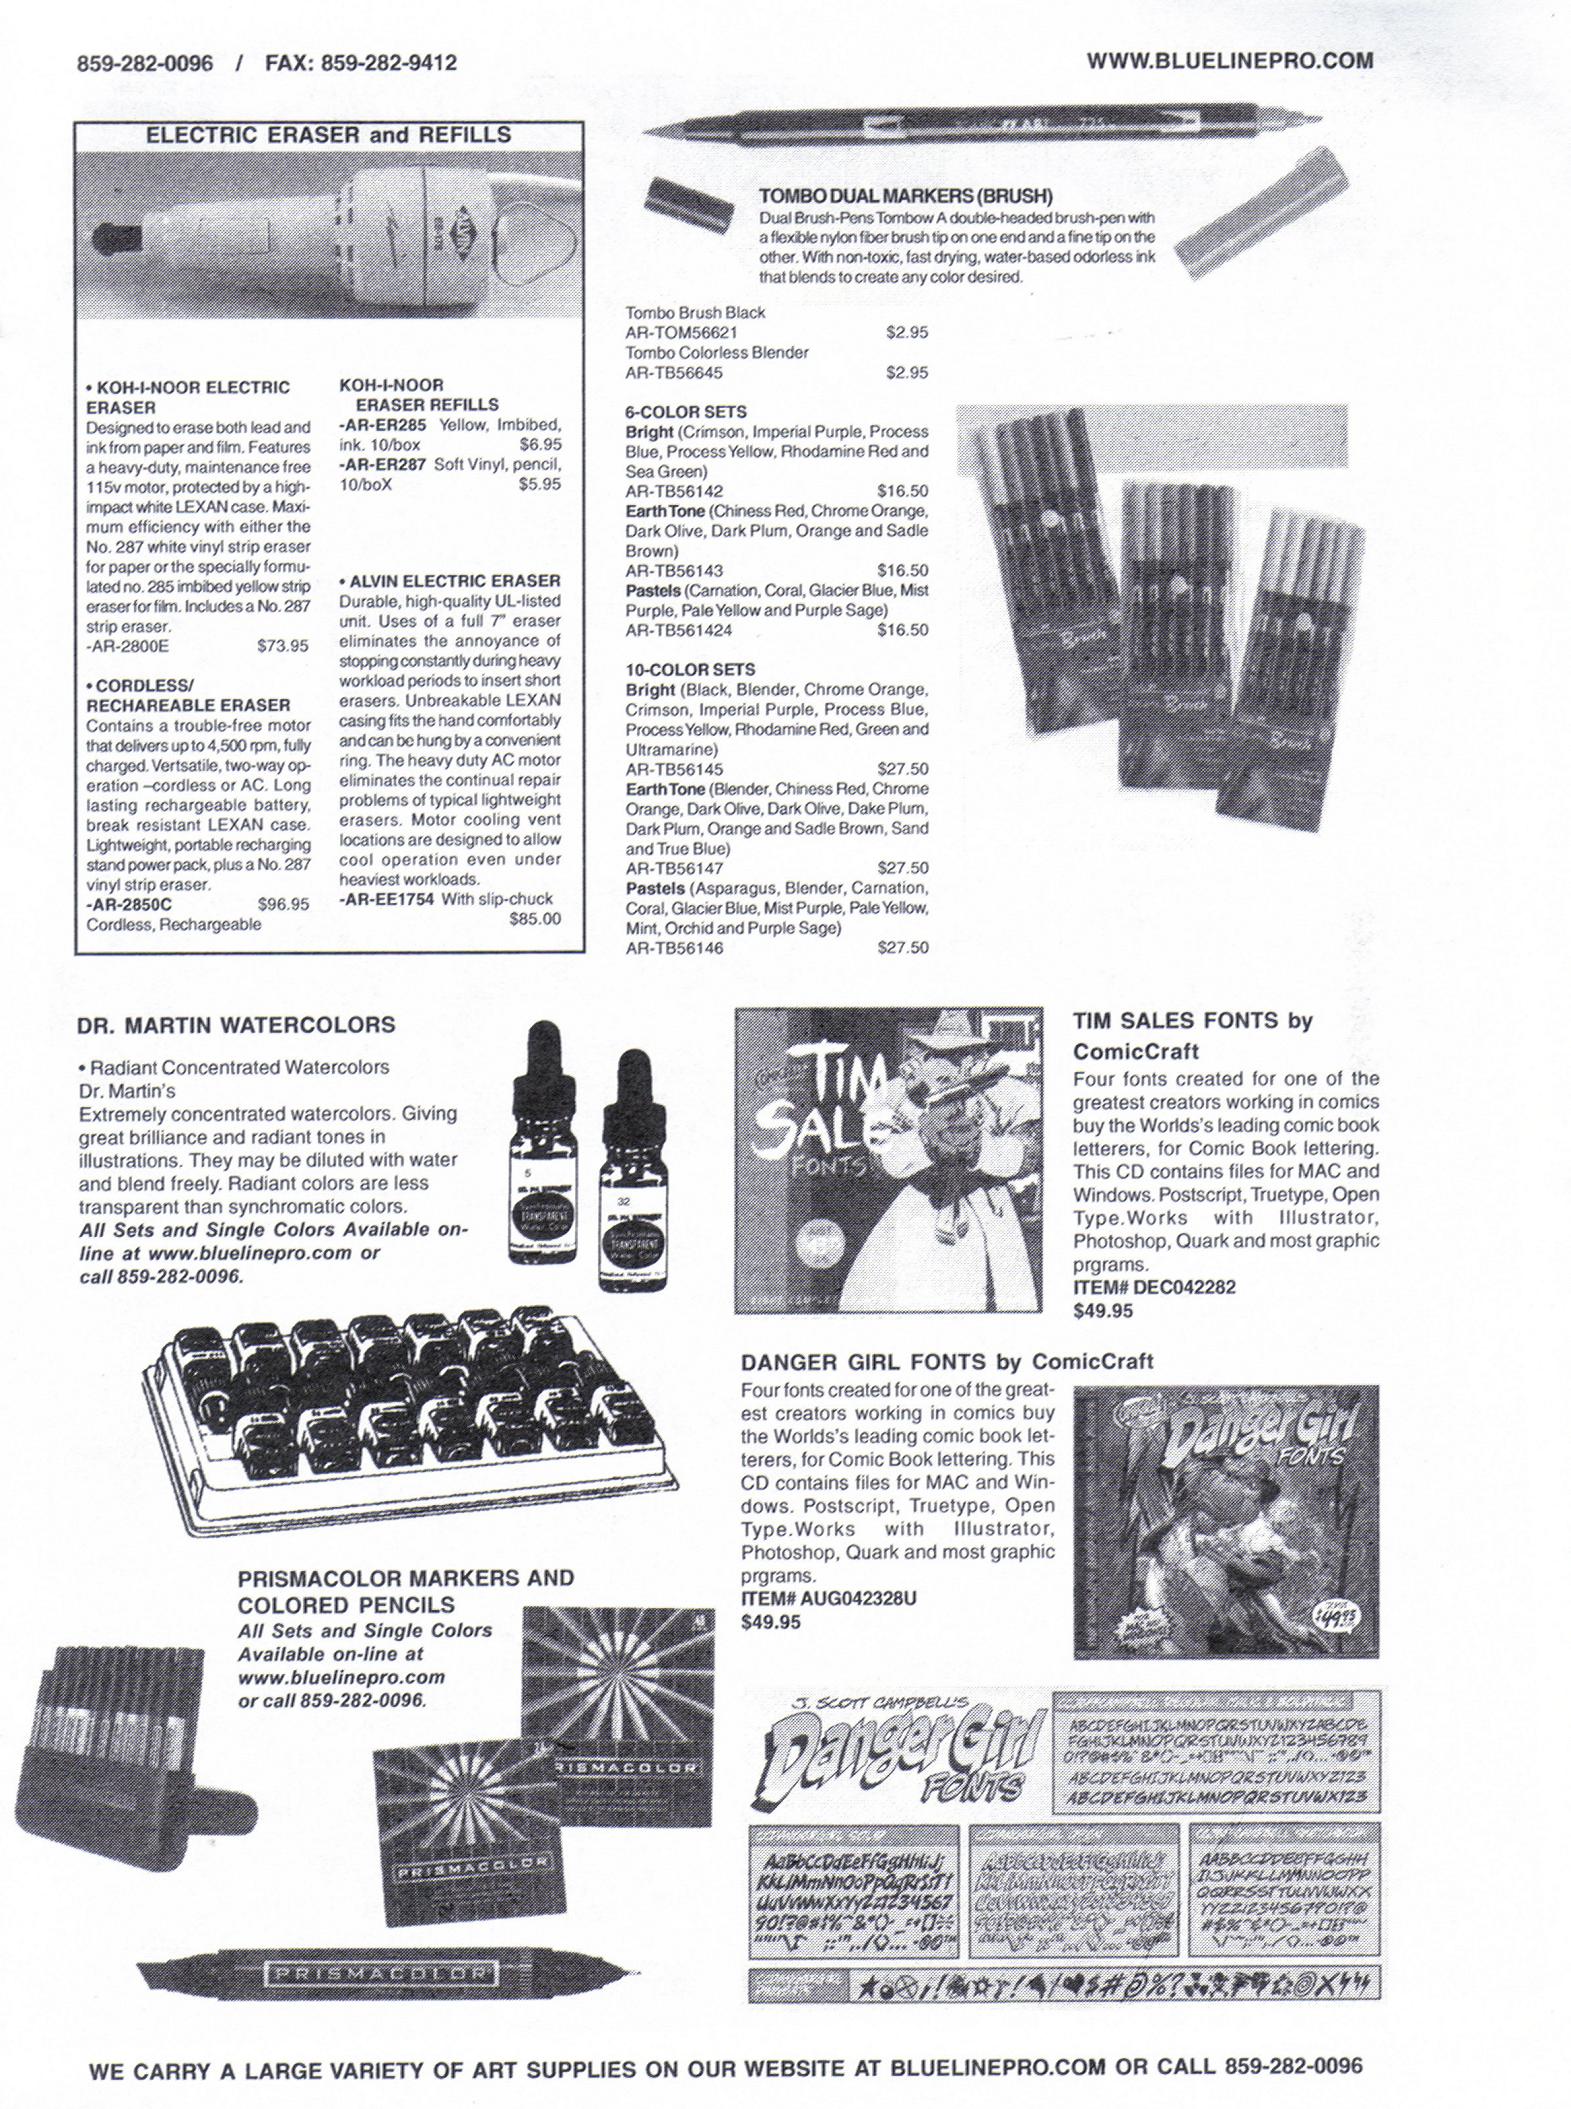 859-282-0096 / FAX: 859-282-9412
WWW.BLUELINEPRO.COM
ELECTRIC ERASER and REFILLS
• KOH-I-NOOR ELECTRIC
ERASER
Designed to erase both lead and
ink from paper and film. Features
a heavy-duty, maintenance free
115v motor, protected by a high-
impact white LEXAN case. Maxi-
mum efficiency with either the
No. 287 white vinyl strip eraser
for paper or the specially formu-
lated no. 285 imbibed yellow strip
eraser for film. Includes a No. 287
strip eraser.
-AR-2800E $73.95
• CORDLESS/
RECHAREABLE ERASER
Contains a trouble-free motor
that delivers up to 4,500 rpm, fully
charged. Vertsatile, two-way op-
eration –cordless or AC. Long
lasting rechargeable battery,
break resistant LEXAN case.
Lightweight, portable recharging
stand power pack, plus a No. 287
vinyl strip eraser.
-AR-2850C $96.95
Cordless, Rechargeable
KOH-I-NOOR
ERASER REFILLS
-AR-ER285 Yellow, Imbibed,
ink. 10/box $6.95
-AR-ER287 Soft Vinyl, pencil,
10/boX $5.95
• ALVIN ELECTRIC ERASER
Durable, high-quality UL-listed
unit. Uses of a full 7" eraser
eliminates the annoyance of
stopping constantly during heavy
workload periods to insert short
erasers. Unbreakable LEXAN
casing fits the hand comfortably
and can be hung by a convenient
ring. The heavy duty AC motor
eliminates the continual repair
problems of typical lightweight
erasers. Motor cooling vent
locations are designed to allow
cool operation even under
heaviest workloads.
-AR-EE1754 With slip-chuck
$85.00
TOMBO DUAL MARKERS (BRUSH)
Dual Brush-Pens Tombow A double-headed brush-pen with
a flexible nylon fiber brush tip on one end and a fine tip on the
other. With non-toxic, fast drying, water-based odorless ink
that blends to create any color desired.
Tombo Brush Black
AR-TOM56621 $2.95
Tombo Colorless Blender
AR-TB56645 $2.95
6-COLOR SETS
Bright (Crimson, Imperial Purple, Process
Blue, Process Yellow, Rhodamine Red and
Sea Green)
AR-TB56142 $16.50
Earth Tone (Chiness Red, Chrome Orange,
Dark Olive, Dark Plum, Orange and Sadle
Brown)
AR-TB56143 $16.50
Pastels (Carnation, Coral, Glacier Blue, Mist
Purple, Pale Yellow and Purple Sage)
AR-TB561424 $16.50
10-COLOR SETS
Bright (Black, Blender, Chrome Orange,
Crimson, Imperial Purple, Process Blue,
Process Yellow, Rhodamine Red, Green and
Ultramarine)
AR-TB56145 $27.50
Earth Tone (Blender, Chiness Red, Chrome
Orange, Dark Olive, Dark Olive, Dake Plum,
Dark Plum, Orange and Sadle Brown, Sand
and True Blue)
AR-TB56147 $27.50
Pastels (Asparagus, Blender, Carnation,
Coral, Glacier Blue, Mist Purple, Pale Yellow,
Mint, Orchid and Purple Sage)
AR-TB56146 $27.50
Brush
Brush
Brush
DR. MARTIN WATERCOLORS
• Radiant Concentrated Watercolors
Dr. Martin's
Extremely concentrated watercolors. Giving
great brilliance and radiant tones in
illustrations. They may be diluted with water
and blend freely. Radiant colors are less
transparent than synchromatic colors.
All Sets and Single Colors Available on-
line at www.bluelinepro.com or
call 859-282-0096.
5
TRANSPARENT
Water Color
32
Synchromatic
TRANSPARENT
Water Color
TIM
SALE
FONTS
TIM SALES FONTS by
ComicCraft
Four fonts created for one of the
greatest creators working in comics
buy the Worlds's leading comic book
letterers, for Comic Book lettering.
This CD contains files for MAC and
Windows. Postscript, Truetype, Open
Type.Works with Illustrator,
Photoshop, Quark and most graphic
prgrams.
ITEM# DEC042282
$49.95
DANGER GIRL FONTS by ComicCraft
Four fonts created for one of the great-
est creators working in comics buy
the Worlds's leading comic book let-
terers, for Comic Book lettering. This
CD contains files for MAC and Win-
dows. Postscript, Truetype, Open
Type.Works with Illustrator,
Photoshop, Quark and most graphic
prgrams.
ITEM# AUG042328U
$49.95
Danger Girl
FONTS
$49.95
PRISMACOLOR MARKERS AND
COLORED PENCILS
All Sets and Single Colors
Available on-line at
www.bluelinepro.com
or call 859-282-0096.
48
PRISMACOLOR
PRISMACOLOR
PRISMACOLOR
J. SCOTT CAMPBELL'S
Danger Girl
FONTS
ABCDEFGHIJKLMNOPQRSTUVWXYZABCDE
FGHIJKLMNOPQRSTUVWXYZ123456789
ABCDEFGHIJKLMNOPQRSTUVWXYZ123
ABCDEFGHIJKLMNOPQRSTUVWX123
AaBbCcDdEeFfGgHhIiJj
KkLlMmNnOoPpQqRrSsTt
UuVvWwXxYyZz1234567
AABBCCDDEEFFGGHH
IIJJKKLLMMNNOOPP
QQRRSSTTUUVVWWXX
YYZZ1234567890!?@
WE CARRY A LARGE VARIETY OF ART SUPPLIES ON OUR WEBSITE AT BLUELINEPRO.COM OR CALL 859-282-0096